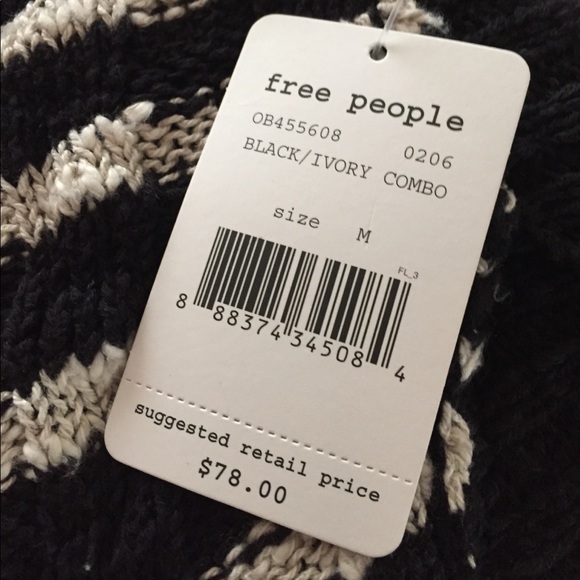 free people
OB455608 0206
BLACK/IVORY COMBO
size M
FL_3
8 88374 34508 4
suggested retail price
$78.00